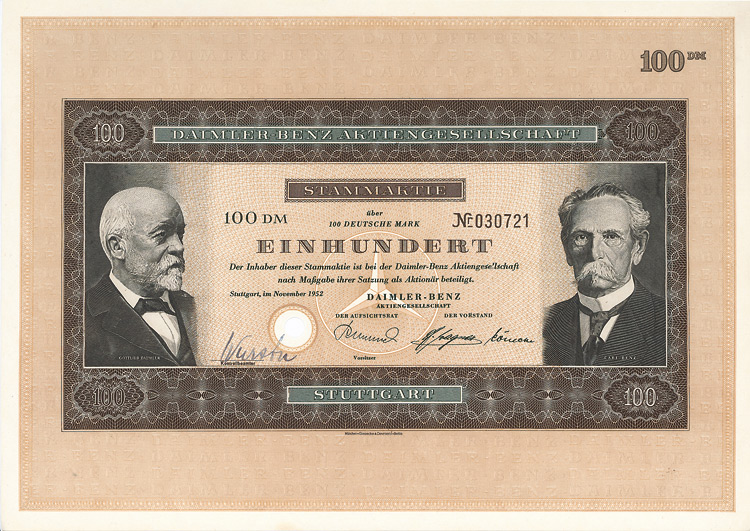 100 DM
100
DAIMLER-BENZ AKTIENGESELLSCHAFT
100
STAMMAKTIE
100 DM
über
100 DEUTSCHE MARK
№ 030721
EINHUNDERT
Der Inhaber dieser Stammaktie ist bei der Daimler-Benz Aktiengesellschaft
nach Maßgabe ihrer Satzung als Aktionär beteiligt.
Stuttgart, im November 1952
DAIMLER-BENZ
AKTIENGESELLSCHAFT
DER AUFSICHTSRAT
DER VORSTAND
Vorsitzer
Kontrollbeamter
GOTTLIEB DAIMLER
CARL BENZ
100
STUTTGART
100